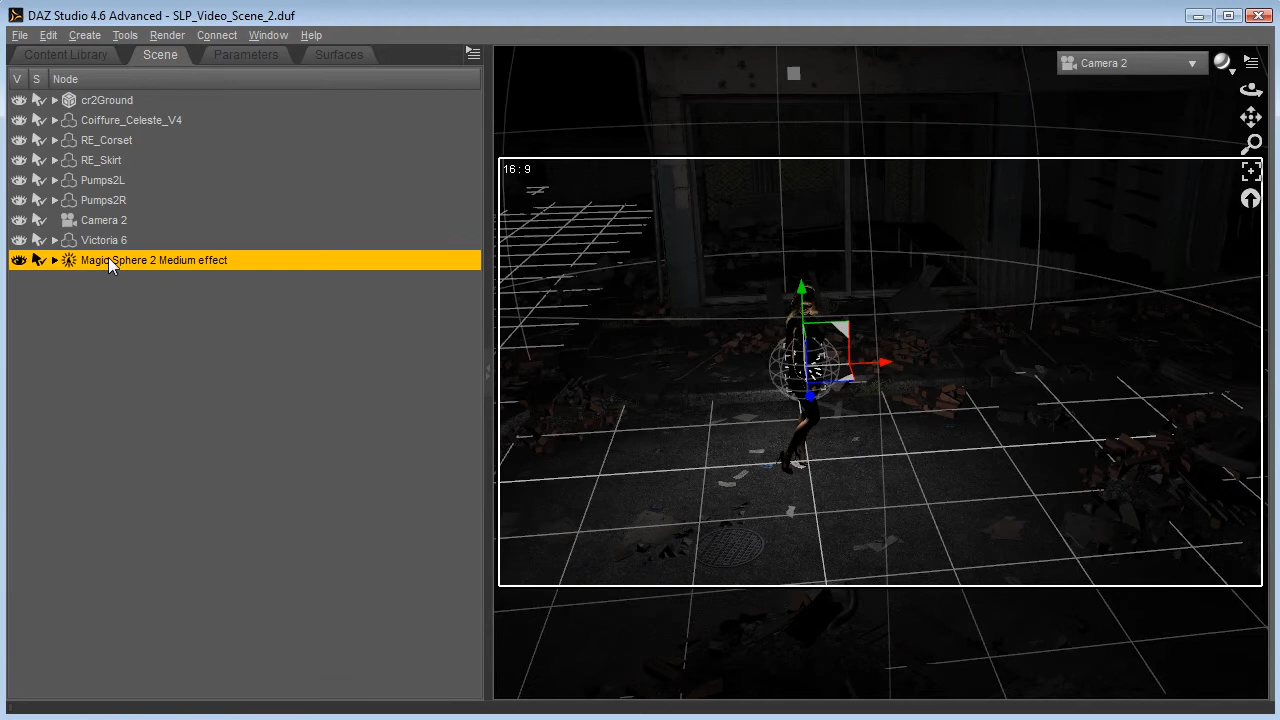 DAZ Studio 4.6 Advanced - SLP_Video_Scene_2.duf
File Edit Create Tools Render Connect Window Help
Content Library Scene Parameters Surfaces
Camera 2
V S Node
cr2Ground
Coiffure_Celeste_V4
RE_Corset
RE_Skirt
Pumps2L
Pumps2R
Camera 2
Victoria 6
Magic Sphere 2 Medium effect
16:9